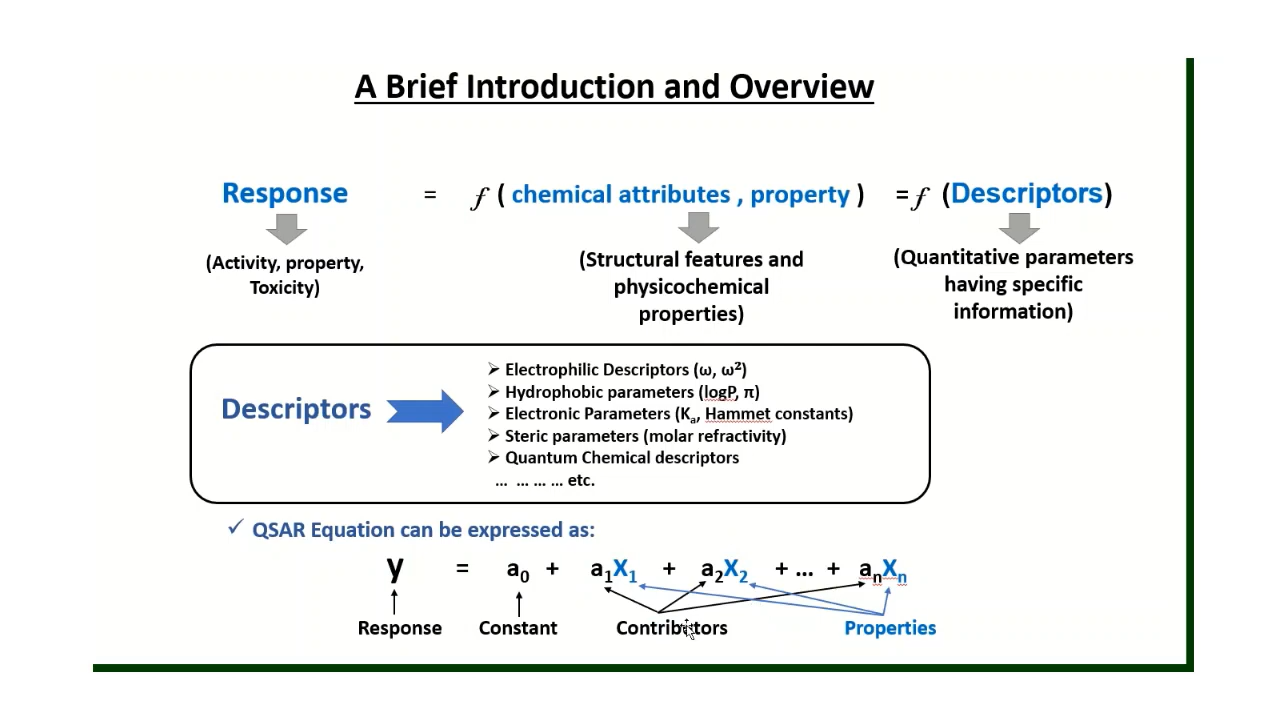 A Brief Introduction and Overview
Response = f ( chemical attributes , property ) = f (Descriptors)
(Activity, property,
Toxicity)
(Structural features and
physicochemical
properties)
(Quantitative parameters
having specific
information)
Descriptors
➢ Electrophilic Descriptors (ω, ω²)
➢ Hydrophobic parameters (logP, π)
➢ Electronic Parameters (Kₐ, Hammet constants)
➢ Steric parameters (molar refractivity)
➢ Quantum Chemical descriptors
... ... ... ... etc.
✓ QSAR Equation can be expressed as:
y = a₀ + a₁X₁ + a₂X₂ + ... + aₙXₙ
Response Constant Contributors Properties